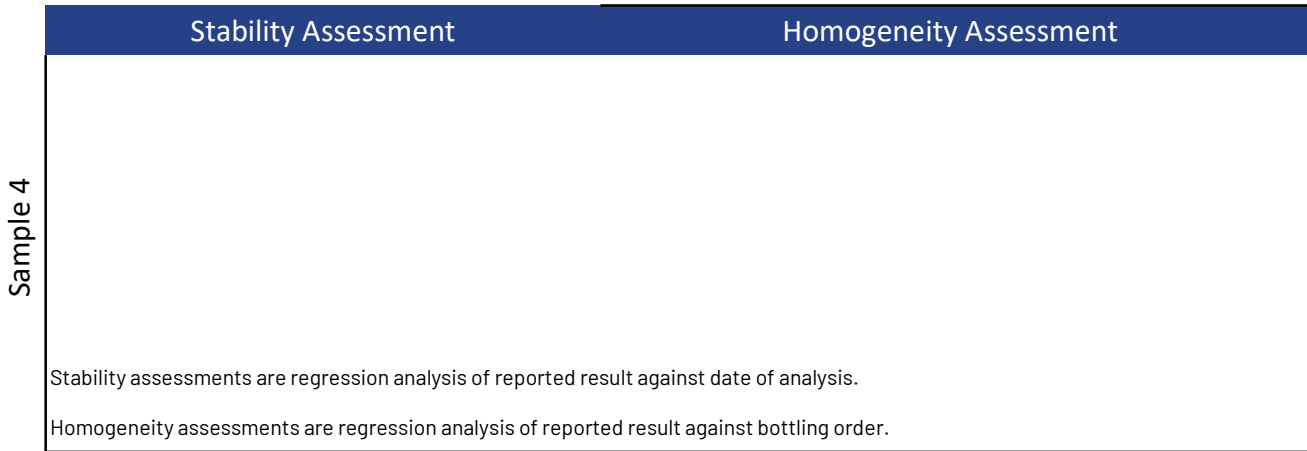 Stability Assessment
Homogeneity Assessment
Sample 4
Stability assessments are regression analysis of reported result against date of analysis.
Homogeneity assessments are regression analysis of reported result against bottling order.